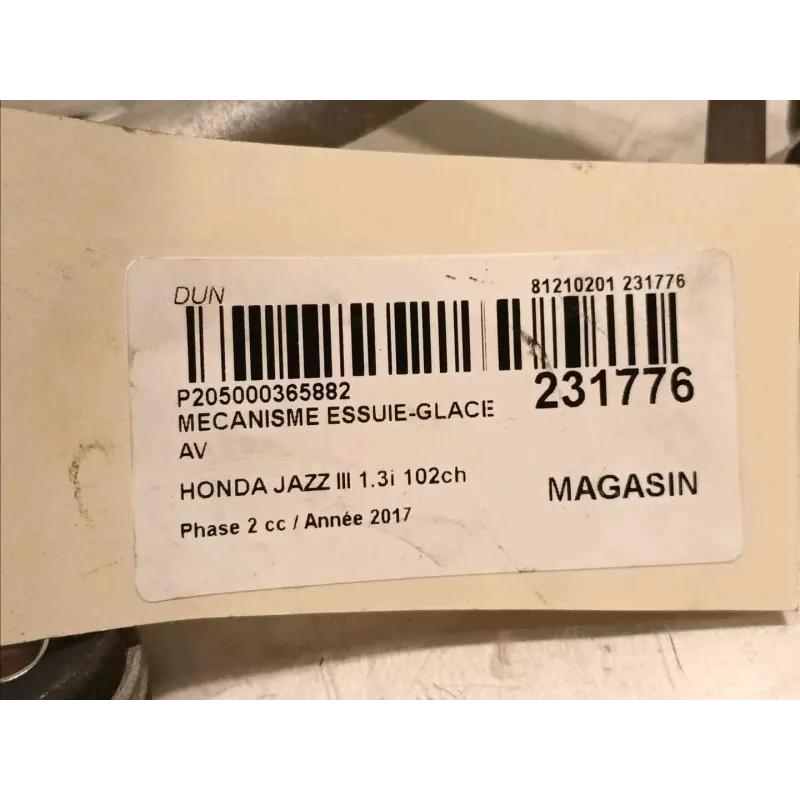 DUN
81210201 231776
P205000365882
231776
MECANISME ESSUIE-GLACE
AV
HONDA JAZZ III 1.3i 102ch
MAGASIN
Phase 2 cc / Année 2017